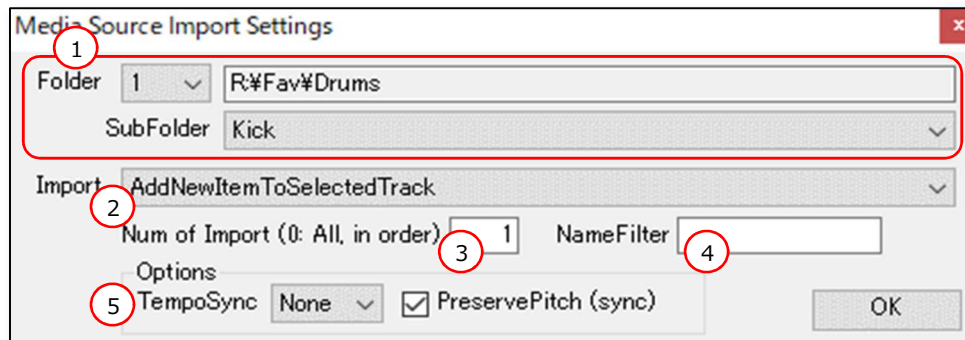 Media Source Import Settings
x
1
Folder 1 R:¥Fav¥Drums
SubFolder Kick
Import AddNewItemToSelectedTrack
2
Num of Import (0: All, in order) 1 NameFilter
3 4
Options
5 TempoSync None PreservePitch (sync) OK